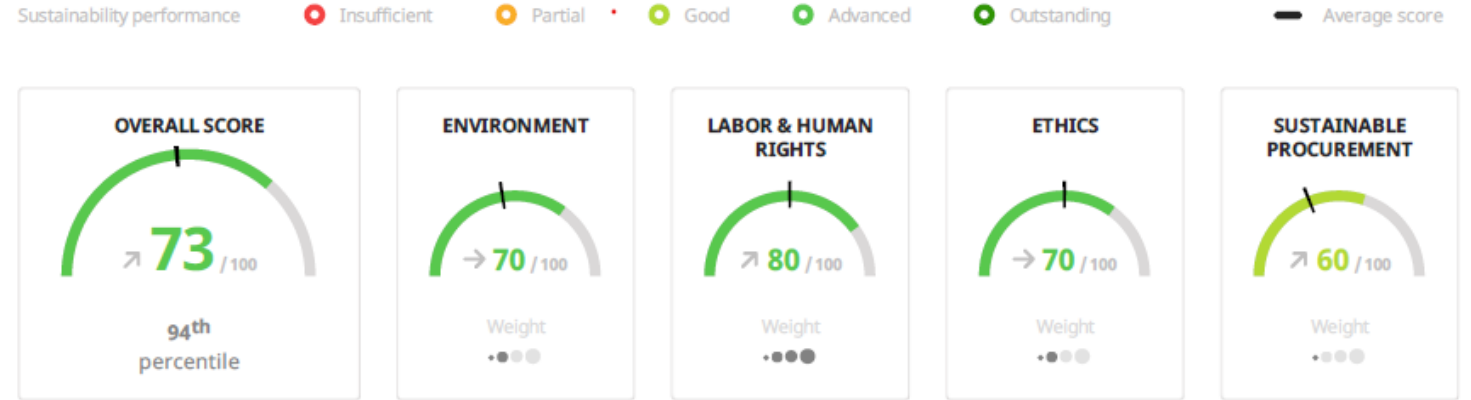 Sustainability performance Insufficient Partial Good Advanced Outstanding Average score
OVERALL SCORE
73 / 100
94th
percentile
ENVIRONMENT
70 / 100
Weight
LABOR & HUMAN
RIGHTS
80 / 100
Weight
ETHICS
70 / 100
Weight
SUSTAINABLE
PROCUREMENT
60 / 100
Weight